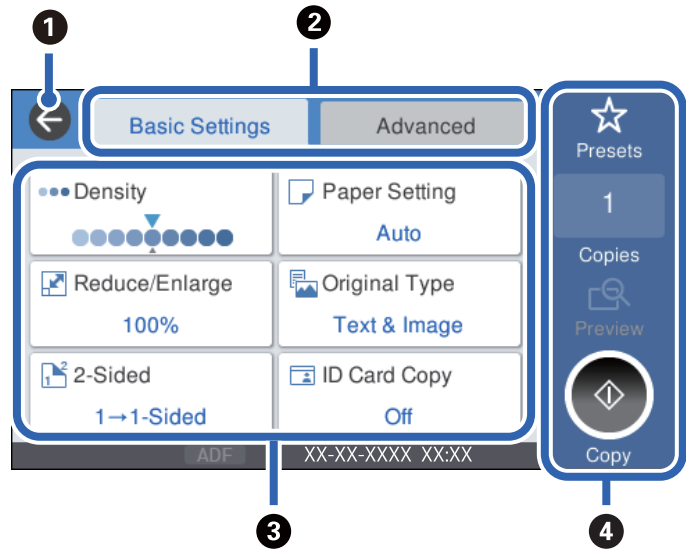 1
2
Basic Settings
Advanced
Presets
1
Copies
Preview
Copy
Density
Paper Setting
Auto
Reduce/Enlarge
100%
Original Type
Text & Image
1 2
2-Sided
1→1-Sided
ID Card Copy
Off
ADF
XX-XX-XXXX XX:XX
3
4